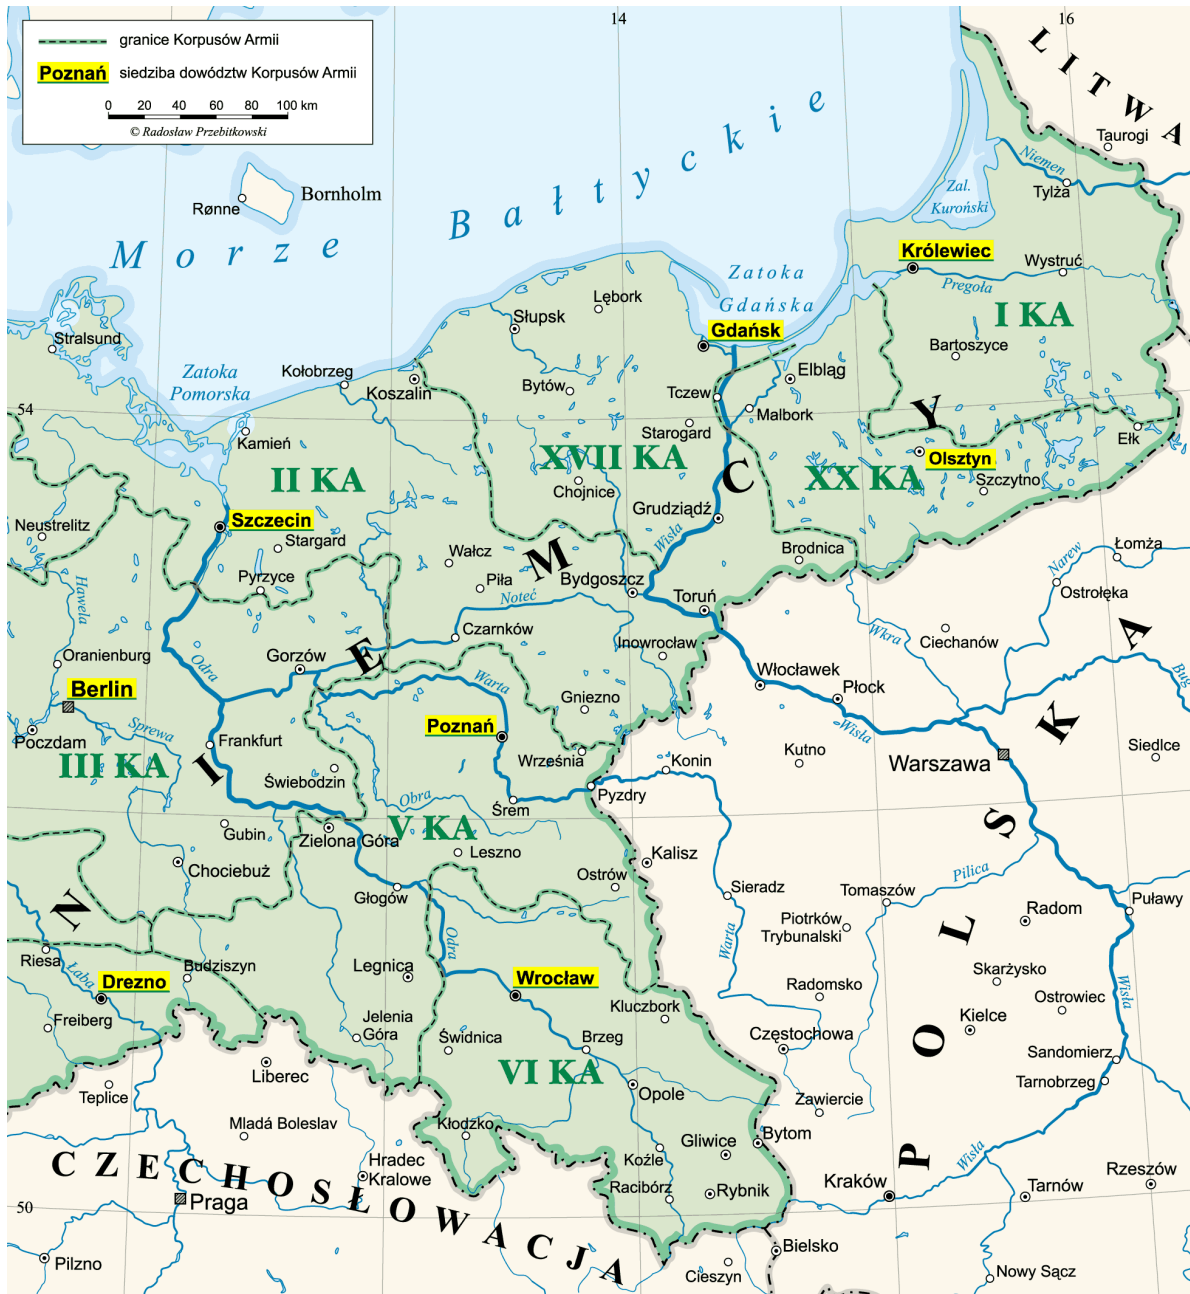 granice Korpusów Armii
Poznań siedziba dowództw Korpusów Armii
0 20 40 60 80 100 km
© Radosław Przebitkowski
14
16
LITWA
Taurogi
Niemen
Tylża
Zal.
Kuroński
Bornholm
Rønne
Morze Bałtyckie
Królewiec
Wystruć
Pregoła
I KA
Zatoka
Gdańska
Lębork
Słupsk
Gdańsk
Bartoszyce
Stralsund
Zatoka
Pomorska
Kołobrzeg
Koszalin
Bytów
Tczew
Elbląg
Malbork
54
Kamień
Starogard
Ełk
XVII KA
XX KA
Olsztyn
Szczytno
II KA
Chojnice
Szczecin
Grudziądz
Neustrelitz
Stargard
Wałcz
Wisła
Brodnica
Łomża
Narew
Pyrzyce
Piła
Bydgoszcz
Toruń
Ostrołęka
Hawela
Noteć
Czarnków
Inowrocław
Wkra
Ciechanów
Oranienburg
Odra
Gorzów
Włocławek
Płock
Bug
Berlin
Warta
Gniezno
Sprewa
Poznań
Wisła
Poczdam
Frankfurt
Września
Kutno
Siedlce
III KA
Świebodzin
Konin
Warszawa
Pyzdry
Obra
Śrem
Gubin
Zielona Góra
V KA
Leszno
Kalisz
Chociebuż
Ostrów
Pilica
Głogów
Sieradz
Tomaszów
Puławy
Piotrków
Trybunalski
Radom
Odra
Warta
Riesa
Łaba
Budziszyn
Legnica
Drezno
Wrocław
Skarżysko
Radomsko
Wisła
Ostrowiec
Freiberg
Jelenia
Góra
Kluczbork
Kielce
Świdnica
Brzeg
Częstochowa
Sandomierz
VI KA
Liberec
Teplice
Opole
Tarnobrzeg
Zawiercie
Mladá Boleslav
Kłodzko
Gliwice
Bytom
Koźle
Wisła
Hradec
Kralowe
Racibórz
Rybnik
Kraków
Rzeszów
Tarnów
Praga
50
Pilzno
Bielsko
Cieszyn
Nowy Sącz
NIEMCY
POLSKA
CZECHOSŁOWACJA